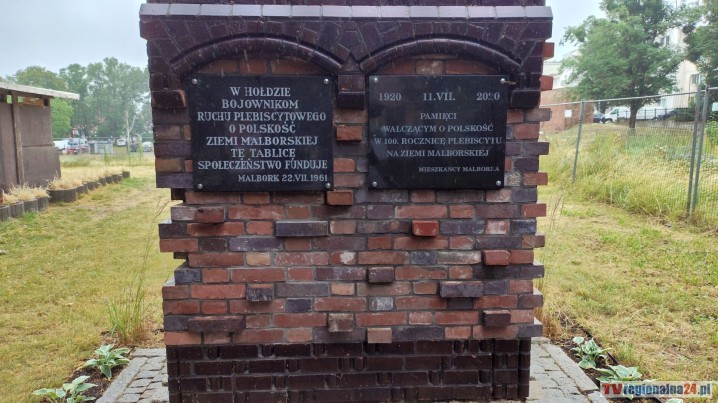 W HOŁDZIE
BOJOWNIKOM
RUCHU PLEBISCYTOWEGO
O POLSKOŚĆ
ZIEMI MALBORSKIEJ
TĘ TABLICĘ
SPOŁECZEŃSTWO FUNDUJE
MALBORK 22.VII.1961
1920 11.VII. 2020
PAMIĘCI
WALCZĄCYM O POLSKOŚĆ
W 100. ROCZNICĘ PLEBISCYTU
NA ZIEMI MALBORSKIEJ
MIESZKAŃCY MALBORKA
TVregionalna24.pl